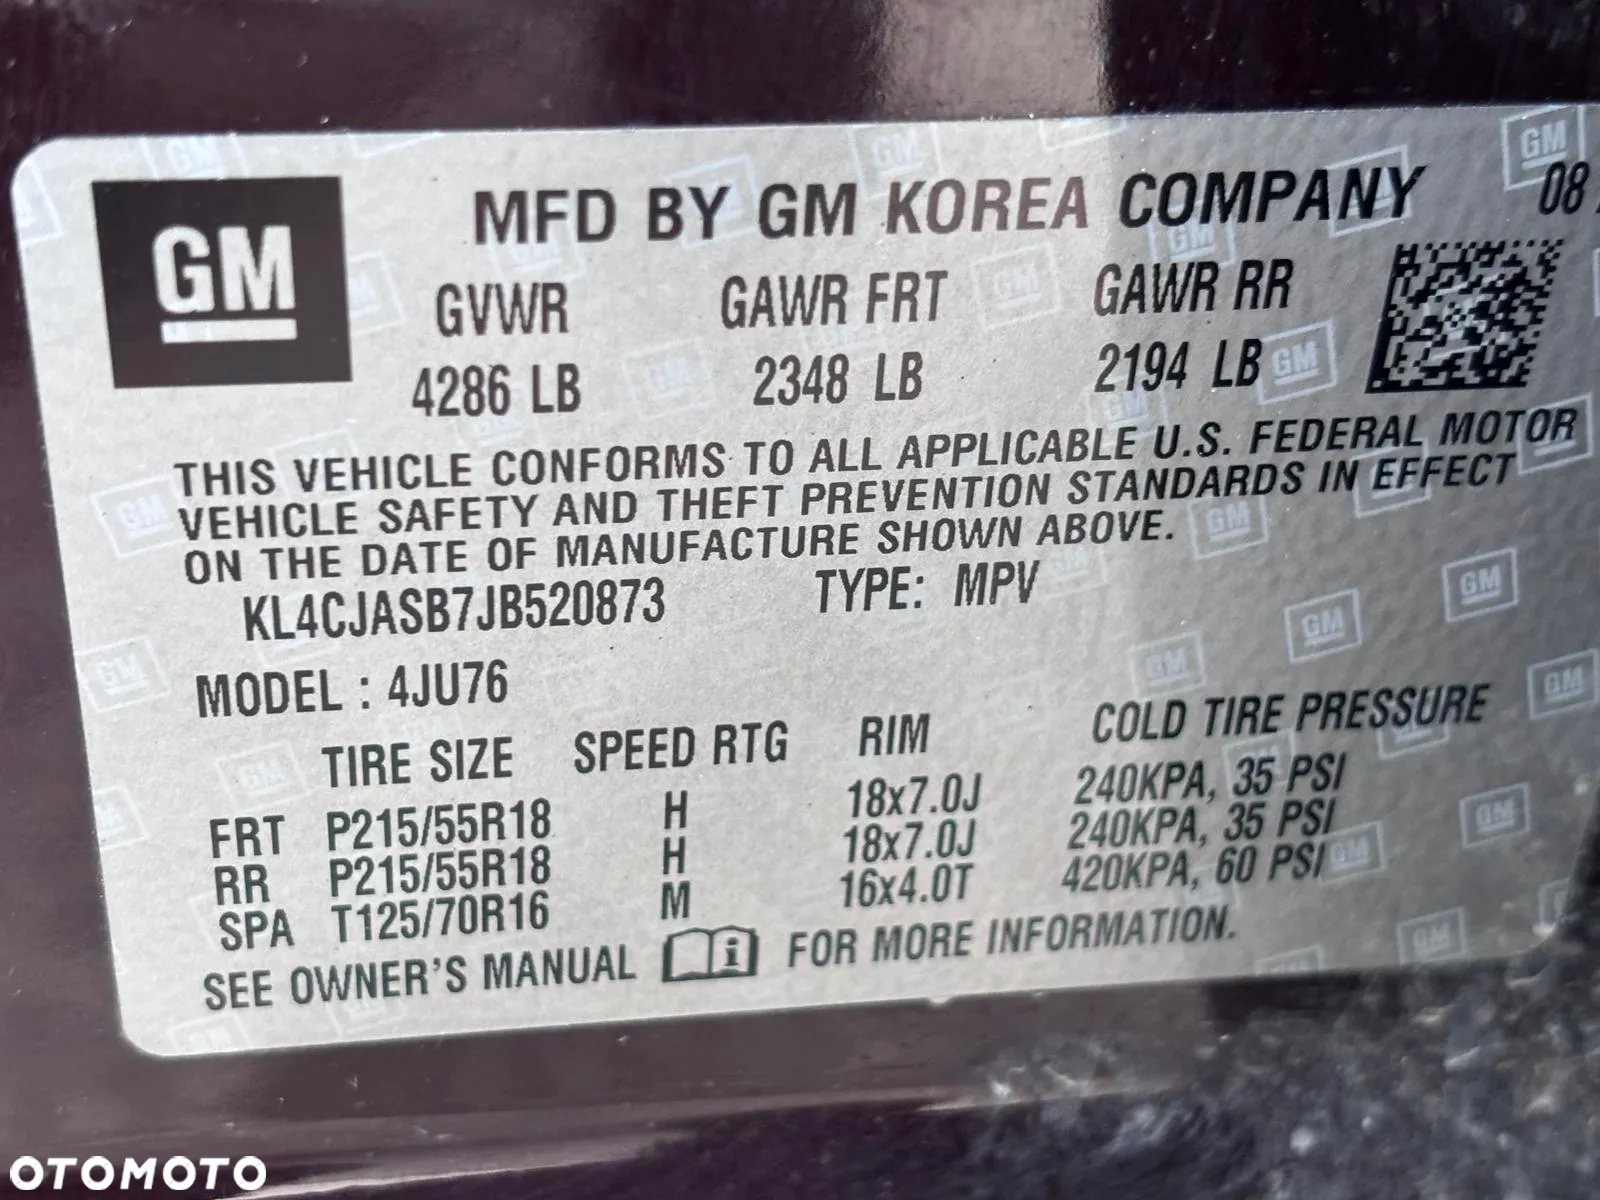 GM
MFD BY GM KOREA COMPANY 08
GVWR GAWR FRT GAWR RR
4286 LB 2348 LB 2194 LB
THIS VEHICLE CONFORMS TO ALL APPLICABLE U.S. FEDERAL MOTOR
VEHICLE SAFETY AND THEFT PREVENTION STANDARDS IN EFFECT
ON THE DATE OF MANUFACTURE SHOWN ABOVE.
KL4CJASB7JB520873 TYPE: MPV
MODEL : 4JU76
TIRE SIZE SPEED RTG RIM COLD TIRE PRESSURE
FRT P215/55R18 H 18x7.0J 240KPA, 35 PSI
RR P215/55R18 H 18x7.0J 240KPA, 35 PSI
SPA T125/70R16 M 16x4.0T 420KPA, 60 PSI
SEE OWNER'S MANUAL i FOR MORE INFORMATION.
OTOMOTO